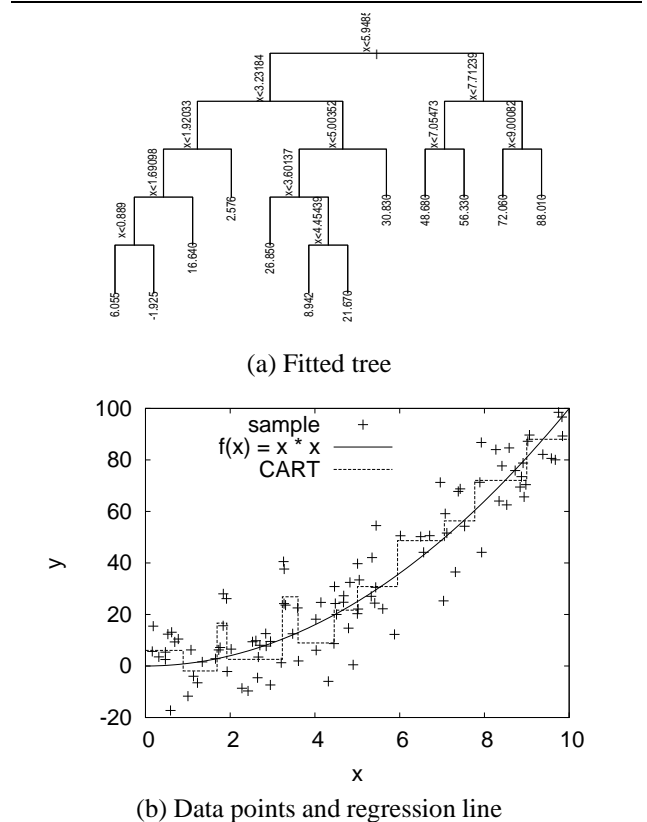 x<5.9485
x<3.23184
x<7.71239
x<1.92033
x<5.00352
x<7.05473
x<9.00082
x<1.69098
2.576
x<3.60137
30.830
48.680
56.330
72.060
88.010
x<0.889
16.640
26.850
x<4.45439
6.055
-1.925
8.942
21.670
(a) Fitted tree
100
80
60
40
20
0
-20
y
sample
f(x) = x * x
CART
0 2 4 6 8 10
x
(b) Data points and regression line